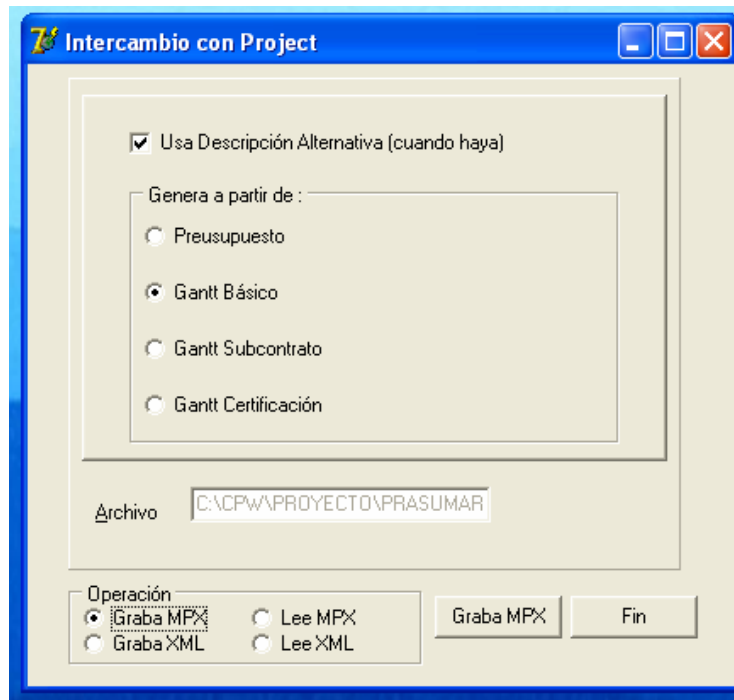 Intercambio con Project
Usa Descripción Alternativa (cuando haya)
Genera a partir de :
Preusupuesto
Gantt Básico
Gantt Subcontrato
Gantt Certificación
Archivo C:\CPW\PROYECTO\PRASUMAR
Operación
Graba MPX Lee MPX Graba MPX Fin
Graba XML Lee XML